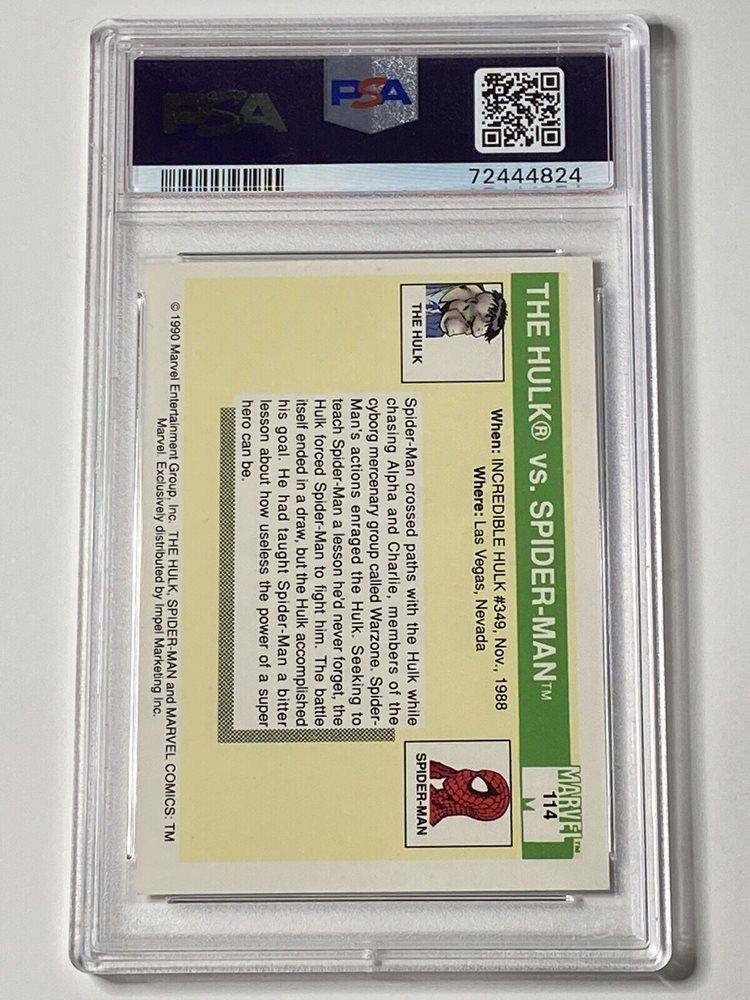 PSA
PSA
72444824
THE HULK® vs. SPIDER-MAN™
MARVEL™
114
THE HULK
When: INCREDIBLE HULK #349, Nov., 1988
Where: Las Vegas, Nevada
SPIDER-MAN
Spider-Man crossed paths with the Hulk while
chasing Alpha and Charlie, members of the
cyborg mercenary group called Warzone. Spider-
Man's actions enraged the Hulk. Seeking to
teach Spider-Man a lesson he'd never forget, the
Hulk forced Spider-Man to fight him. The battle
itself ended in a draw, but the Hulk accomplished
his goal. He had taught Spider-Man a bitter
lesson about how useless the power of a super
hero can be.
© 1990 Marvel Entertainment Group, Inc. THE HULK, SPIDER-MAN and MARVEL COMICS: TM
Marvel. Exclusively distributed by Impel Marketing Inc.